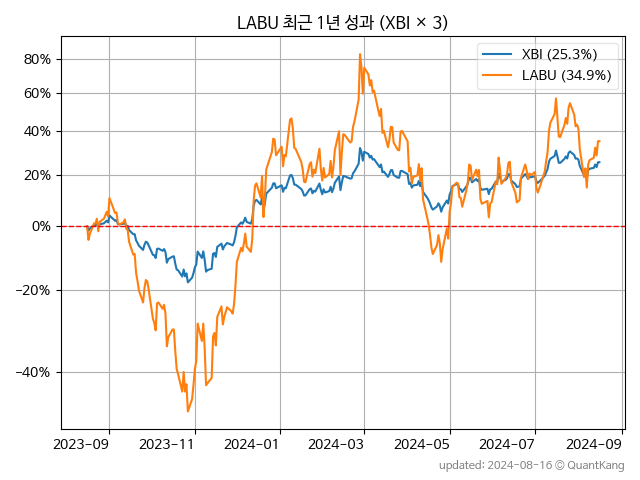 LABU 최근 1년 성과 (XBI × 3)
XBI (25.3%)
LABU (34.9%)
80%
60%
40%
20%
0%
−20%
−40%
2023-09 2023-11 2024-01 2024-03 2024-05 2024-07 2024-09
updated: 2024-08-16 © QuantKang